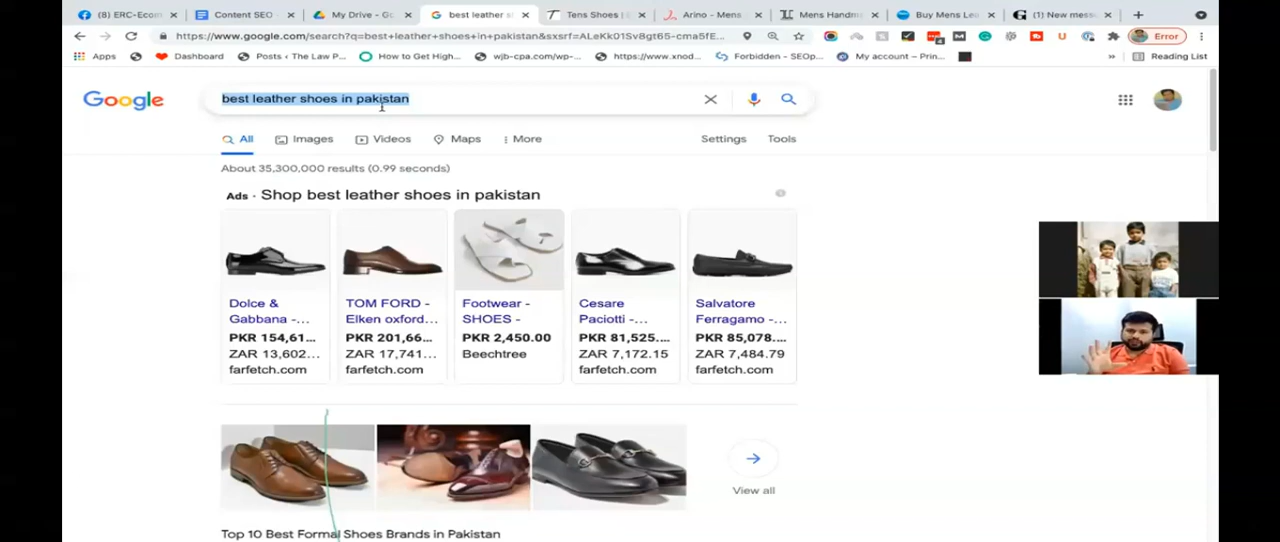 (8) ERC-Ecom
Content SEO
My Drive - G
best leather s
Tens Shoes |
Arino - Mens
Mens Handm
Buy Mens Le
(1) New mess
https://www.google.com/search?q=best+leather+shoes+in+pakistan&sxsrf=ALeKk01Sv8gt65-cma5fE...
Error
Apps
Dashboard
Posts ‹ The Law P...
How to Get High...
wjb-cpa.com/wp-...
https://www.xnod...
Forbidden - SEOp...
My account – Prin...
»
Reading List
Google
best leather shoes in pakistan
All
Images
Videos
Maps
More
Settings
Tools
About 35,300,000 results (0.99 seconds)
Ads · Shop best leather shoes in pakistan
Dolce &
Gabbana -...
PKR 154,61...
ZAR 13,602...
farfetch.com
TOM FORD -
Elken oxford...
PKR 201,66...
ZAR 17,741...
farfetch.com
Footwear -
SHOES -
PKR 2,450.00
Beechtree
Cesare
Paciotti -...
PKR 81,525...
ZAR 7,172.15
farfetch.com
Salvatore
Ferragamo -...
PKR 85,078...
ZAR 7,484.79
farfetch.com
View all
Top 10 Best Formal Shoes Brands in Pakistan